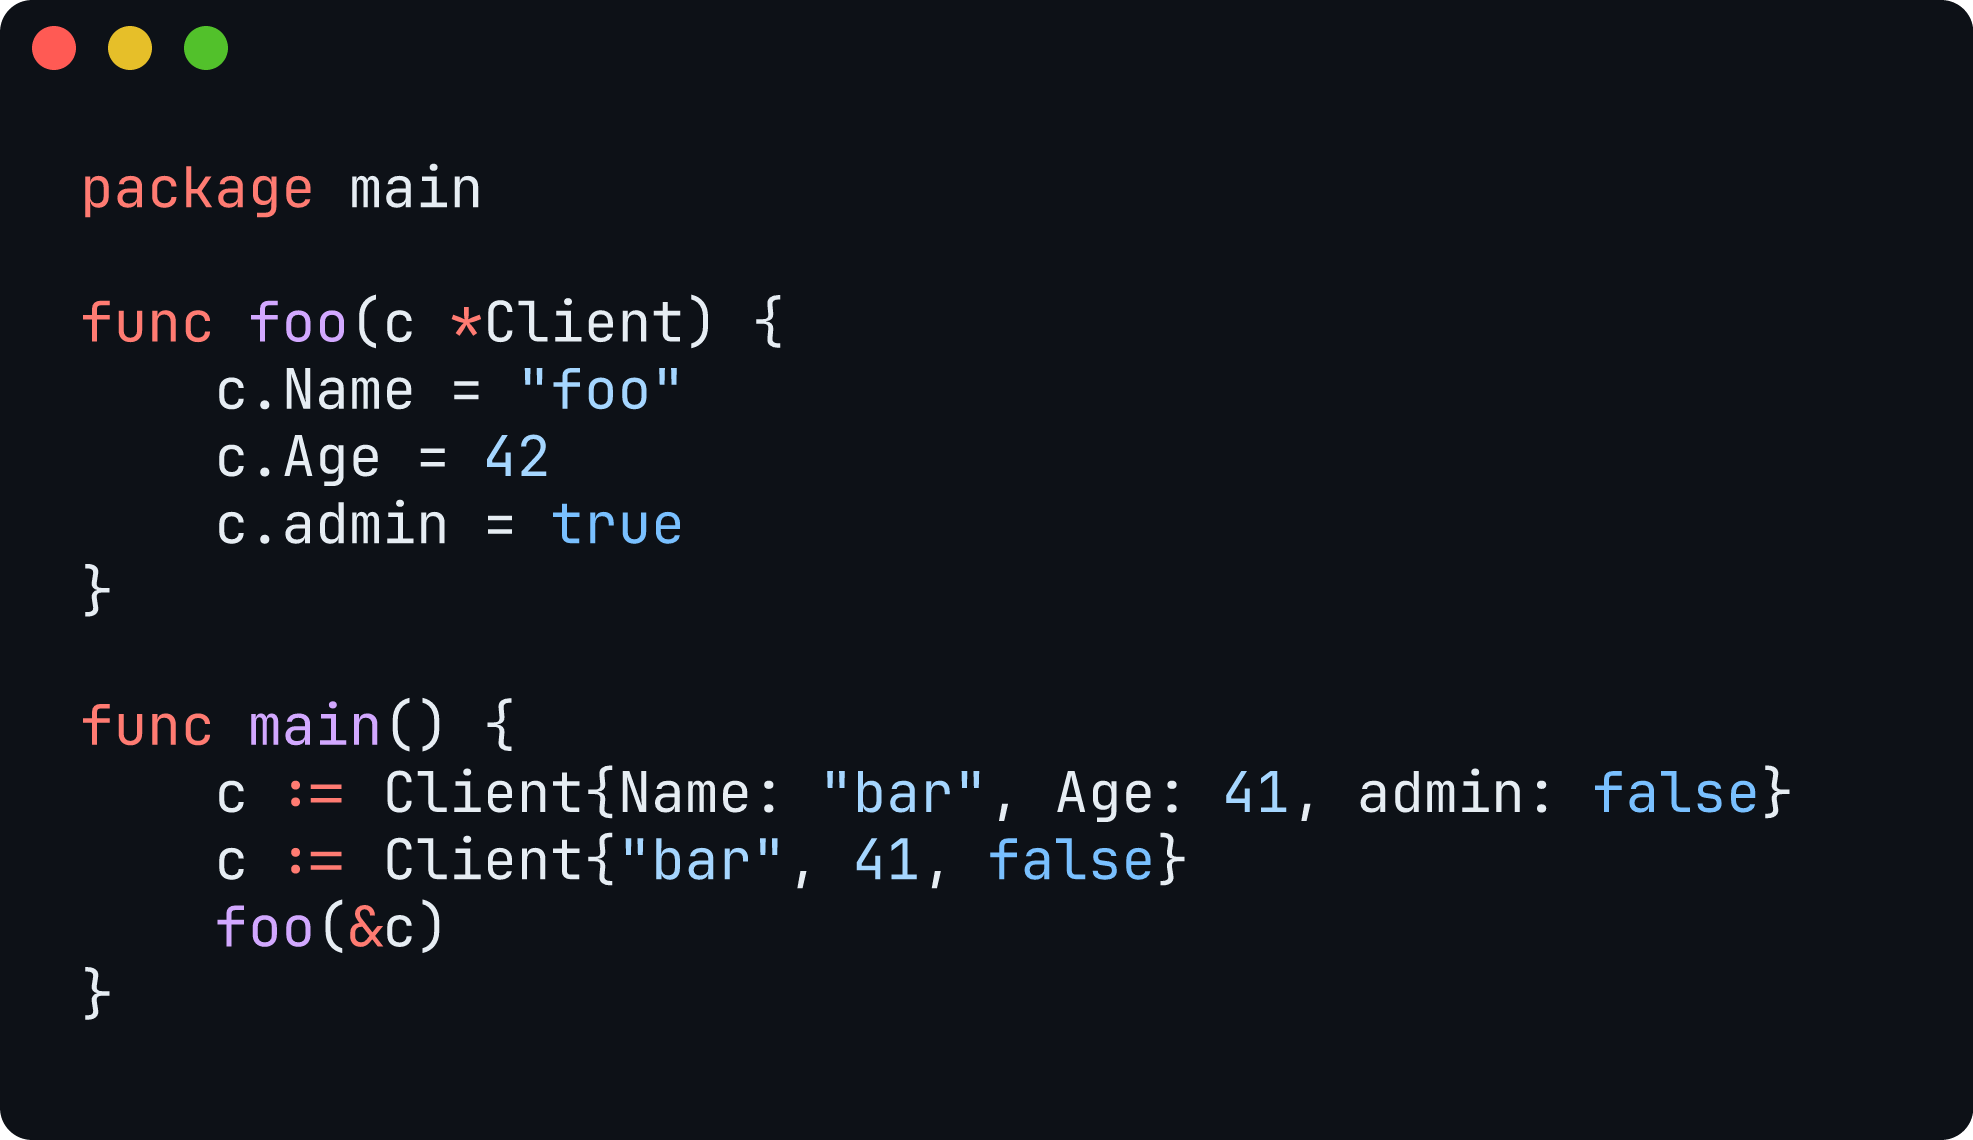 package main
func foo(c *Client) {
    c.Name = "foo"
    c.Age = 42
    c.admin = true
}
func main() {
    c := Client{Name: "bar", Age: 41, admin: false}
    c := Client{"bar", 41, false}
    foo(&c)
}